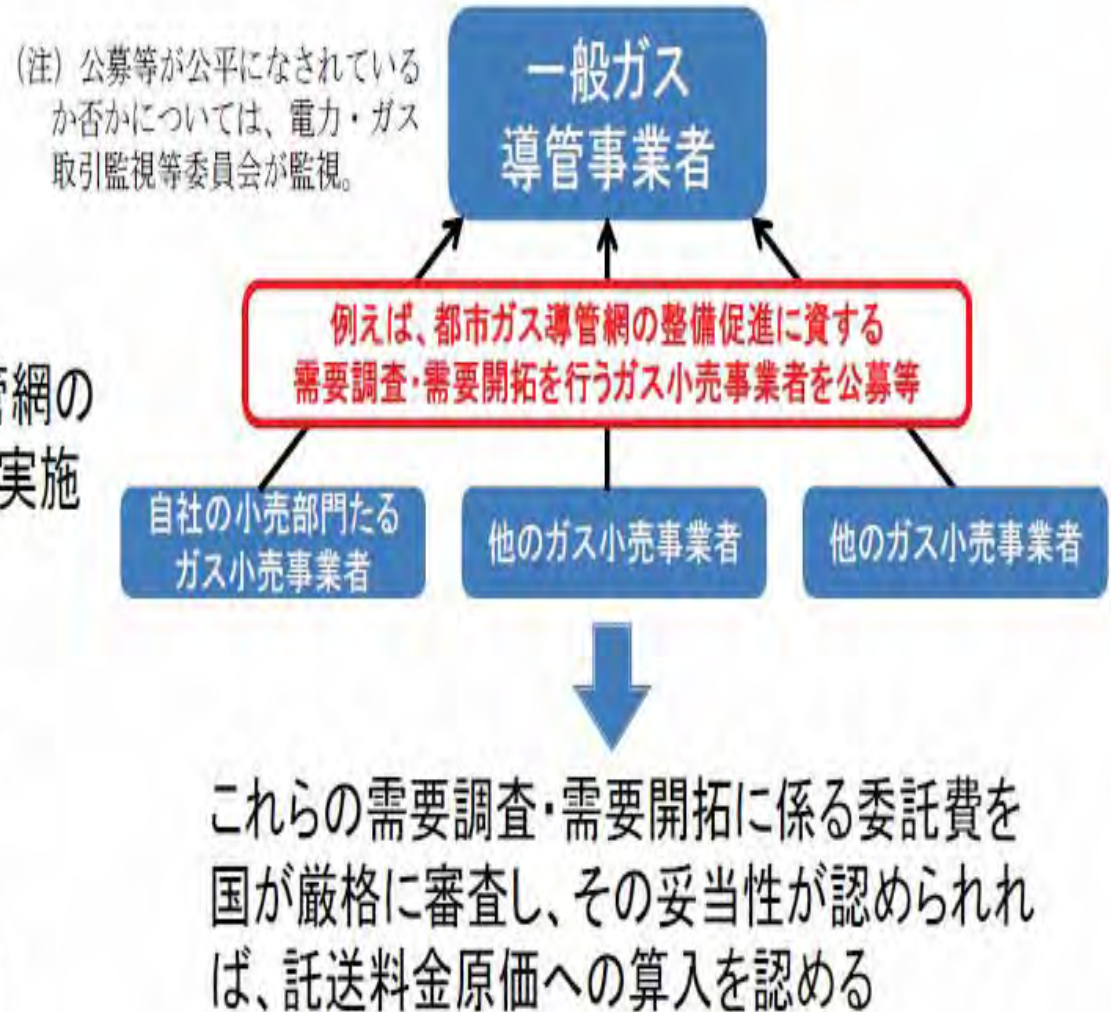 (注) 公募等が公平になされている
か否かについては、電力・ガス
取引監視等委員会が監視。
一般ガス
導管事業者
例えば、都市ガス導管網の整備促進に資する
需要調査・需要開拓を行うガス小売事業者を公募等
管網の
実施
自社の小売部門たる
ガス小売事業者
他のガス小売事業者
他のガス小売事業者
これらの需要調査・需要開拓に係る委託費を
国が厳格に審査し、その妥当性が認められれ
ば、託送料金原価への算入を認める